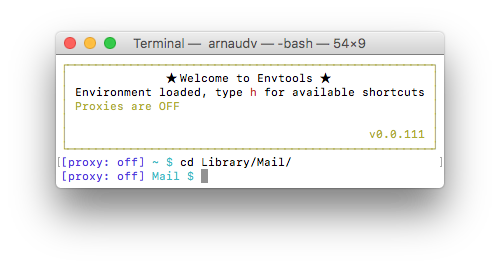 Terminal — arnaudv — -bash — 54×9
★Welcome to Envtools ★
Environment loaded, type h for available shortcuts
Proxies are OFF
v0.0.111
[[proxy: off] ~ $ cd Library/Mail/ ]
[proxy: off] Mail $